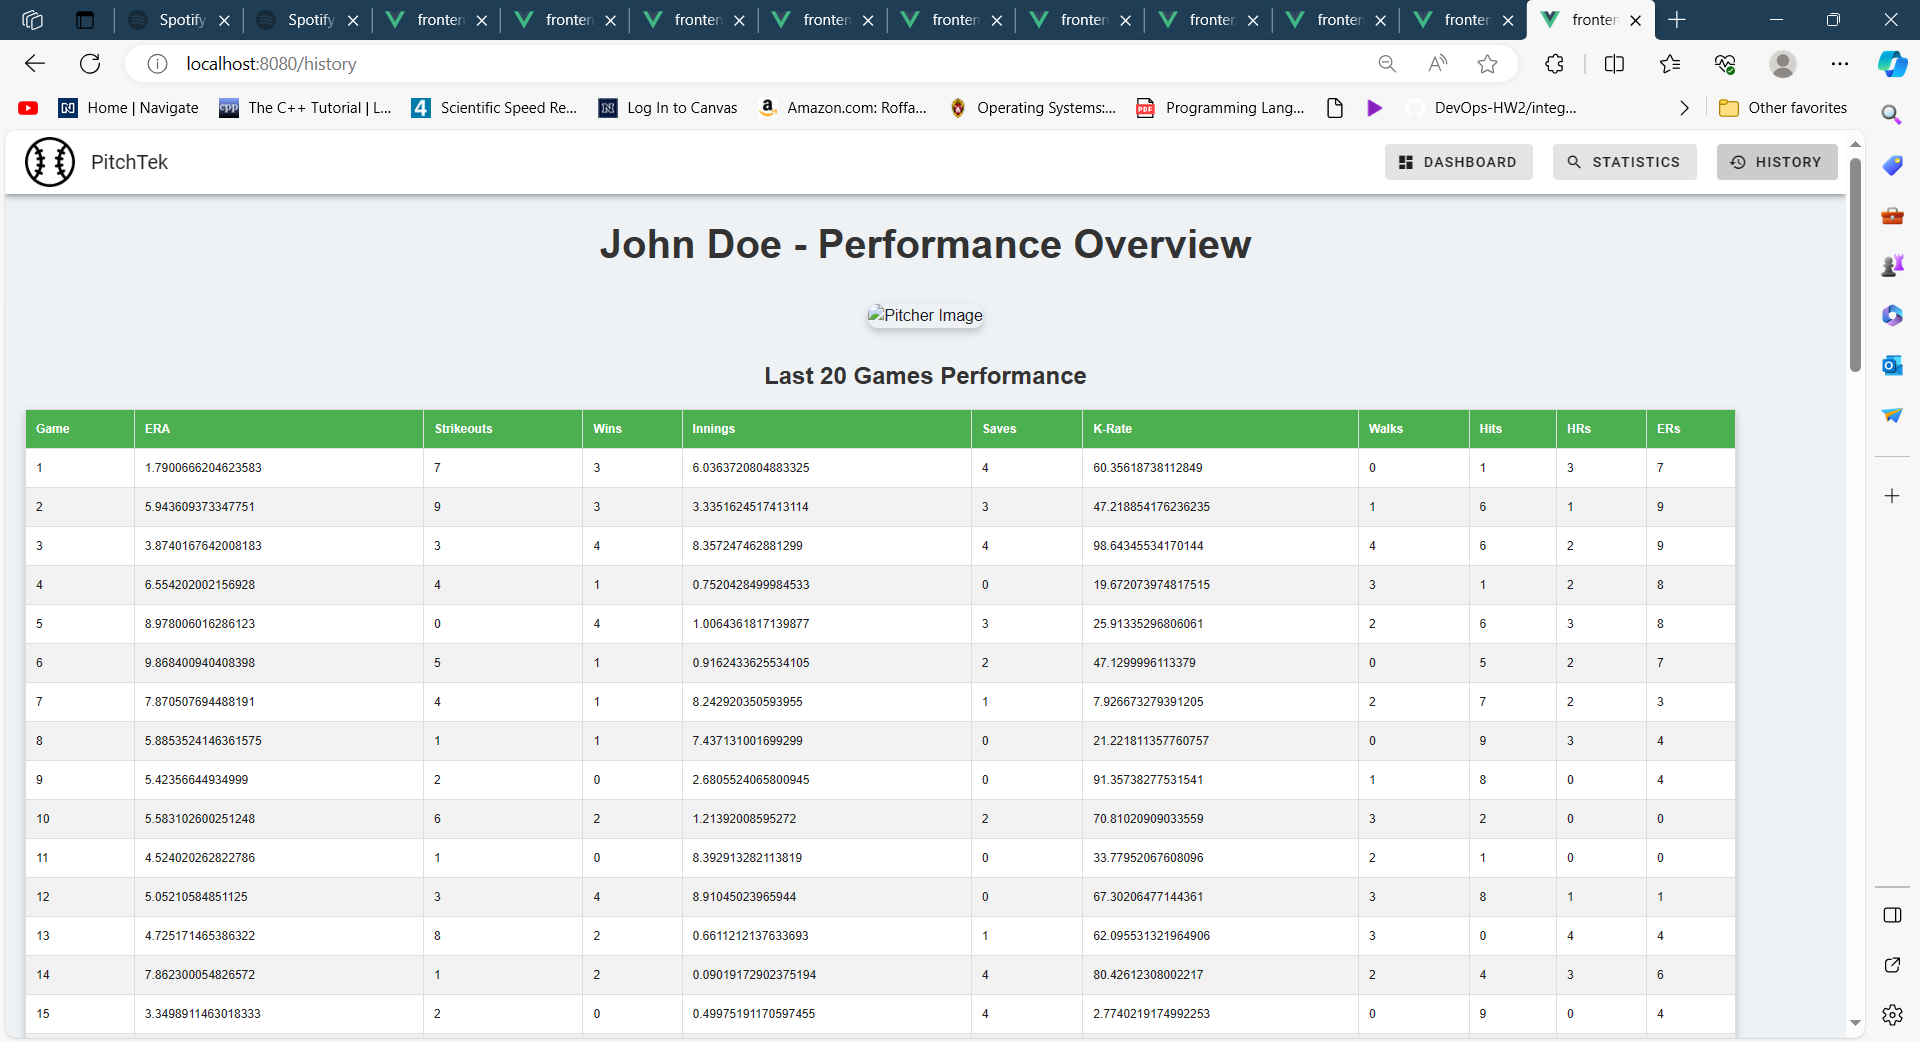 Spotify Spotify fronten fronten fronten fronten fronten fronten fronten fronten fronten fronten
localhost:8080/history
Home | Navigate The C++ Tutorial | L... Scientific Speed Re... Log In to Canvas Amazon.com: Roffa... Operating Systems:... Programming Lang... DevOps-HW2/integ... Other favorites
PitchTek DASHBOARD STATISTICS HISTORY
John Doe - Performance Overview
Pitcher Image
Last 20 Games Performance
Game ERA Strikeouts Wins Innings Saves K-Rate Walks Hits HRs ERs
1 1.7900666204623583 7 3 6.0363720804883325 4 60.35618738112849 0 1 3 7
2 5.943609373347751 9 3 3.3351624517413114 3 47.218854176236235 1 6 1 9
3 3.8740167642008183 3 4 8.357247462881299 4 98.64345534170144 4 6 2 9
4 6.554202002156928 4 1 0.7520428499984533 0 19.672073974817515 3 1 2 8
5 8.978006016286123 0 4 1.0064361817139877 3 25.91335296806061 2 6 3 8
6 9.868400940408398 5 1 0.9162433625534105 2 47.1299996113379 0 5 2 7
7 7.870507694488191 4 1 8.242920350593955 1 7.926673279391205 2 7 2 3
8 5.8853524146361575 1 1 7.437131001699299 0 21.221811357760757 0 9 3 4
9 5.42356644934999 2 0 2.6805524065800945 0 91.35738277531541 1 8 0 4
10 5.583102600251248 6 2 1.21392008595272 2 70.81020909033559 3 2 0 0
11 4.524020262822786 1 0 8.392913282113819 0 33.77952067608096 2 1 0 0
12 5.05210584851125 3 4 8.91045023965944 0 67.30206477144361 3 8 1 1
13 4.725171465386322 8 2 0.6611212137633693 1 62.095531321964906 3 0 4 4
14 7.862300054826572 1 2 0.09019172902375194 4 80.42612308002217 2 4 3 6
15 3.3498911463018333 2 0 0.49975191170597455 4 2.7740219174992253 0 9 0 4